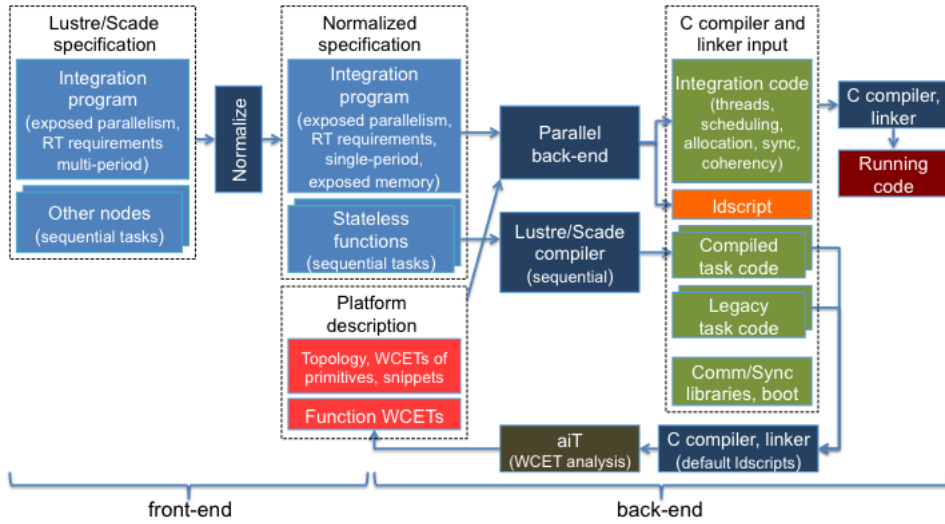 Lustre/Scade
specification
Integration
program
(exposed parallelism,
RT requirements
multi-period)
Other nodes
(sequential tasks)
Normalize
Normalized
specification
Integration
program
(exposed parallelism,
RT requirements,
single-period,
exposed memory)
Stateless
functions
(sequential tasks)
Platform
description
Topology, WCETs of
primitives, snippets
Function WCETs
Parallel
back-end
Lustre/Scade
compiler
(sequential)
C compiler and
linker input
Integration code
(threads,
scheduling,
allocation, sync,
coherency)
ldscript
Compiled
task code
Legacy
task code
Comm/Sync
libraries, boot
C compiler,
linker
Running
code
aiT
(WCET analysis)
C compiler, linker
(default ldscripts)
front-end
back-end